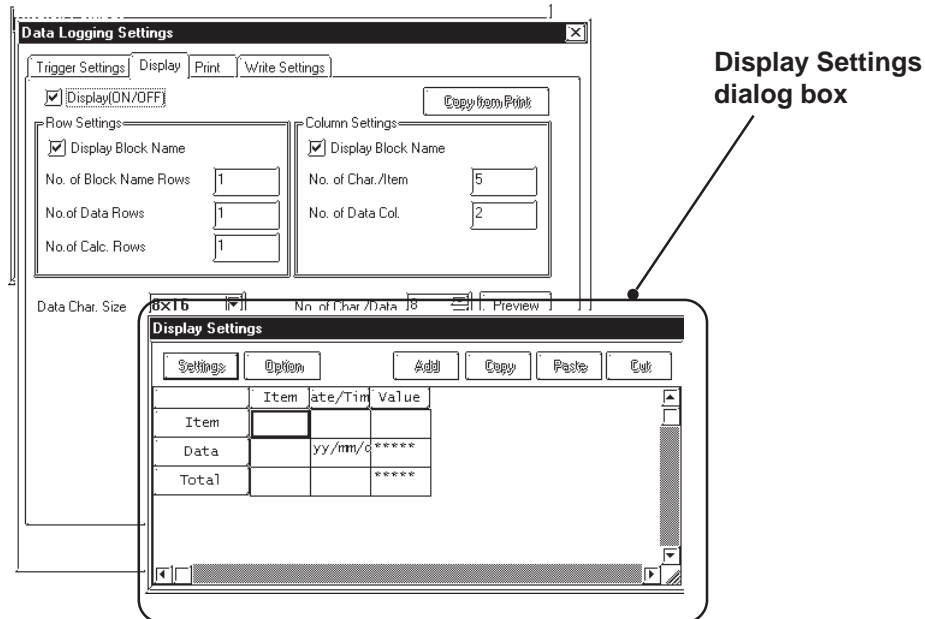 Data Logging Settings
Trigger Settings Display Print Write Settings
Display(ON/OFF)
Copy from Print
Row Settings
Display Block Name
No. of Block Name Rows 1
No.of Data Rows 1
No.of Calc. Rows 1
Column Settings
Display Block Name
No. of Char./Item 5
No. of Data Col. 2
Data Char. Size 8×16 No. of Char./Data 8 Preview
Display Settings
dialog box
Display Settings
Settings Option Add Copy Paste Cut
Item ate/Tim Value
Item
Data yy/mm/d *****
Total *****